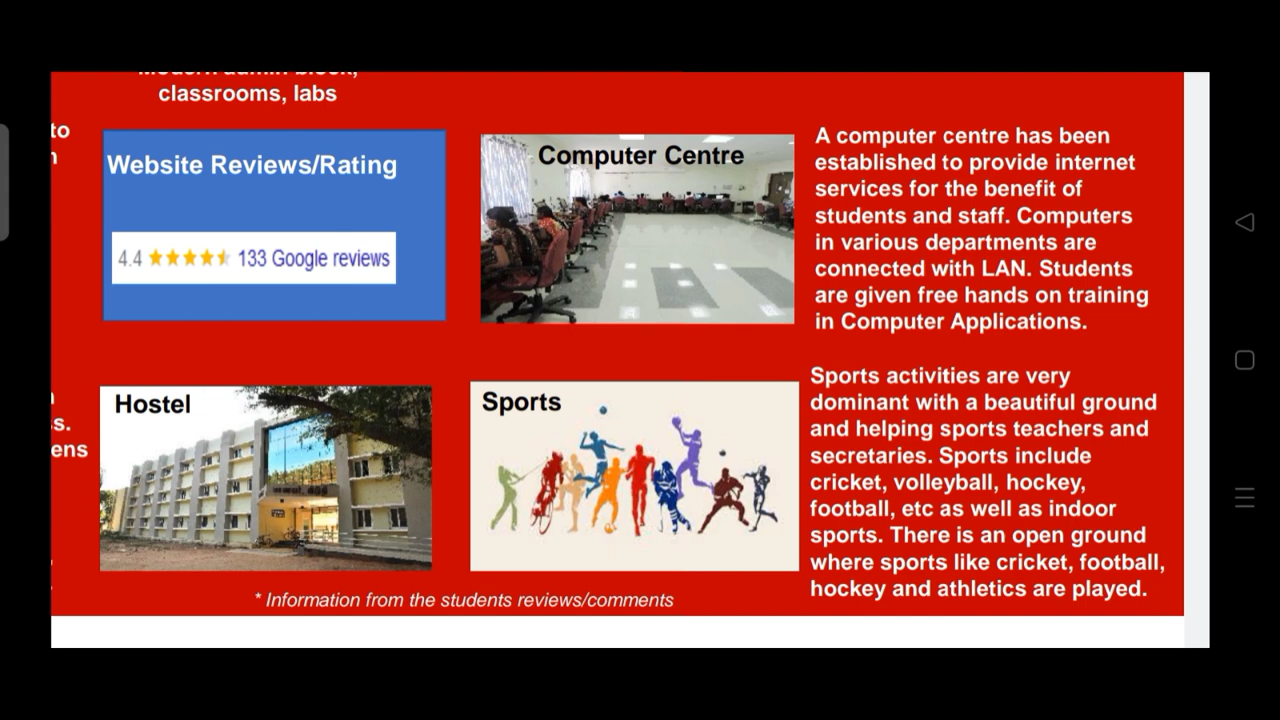 Modern admin block,
classrooms, labs
to
Website Reviews/Rating
4.4 133 Google reviews
Computer Centre
A computer centre has been
established to provide internet
services for the benefit of
students and staff. Computers
in various departments are
connected with LAN. Students
are given free hands on training
in Computer Applications.
s.
ens
Hostel
Sports
Sports activities are very
dominant with a beautiful ground
and helping sports teachers and
secretaries. Sports include
cricket, volleyball, hockey,
football, etc as well as indoor
sports. There is an open ground
where sports like cricket, football,
hockey and athletics are played.
* Information from the students reviews/comments